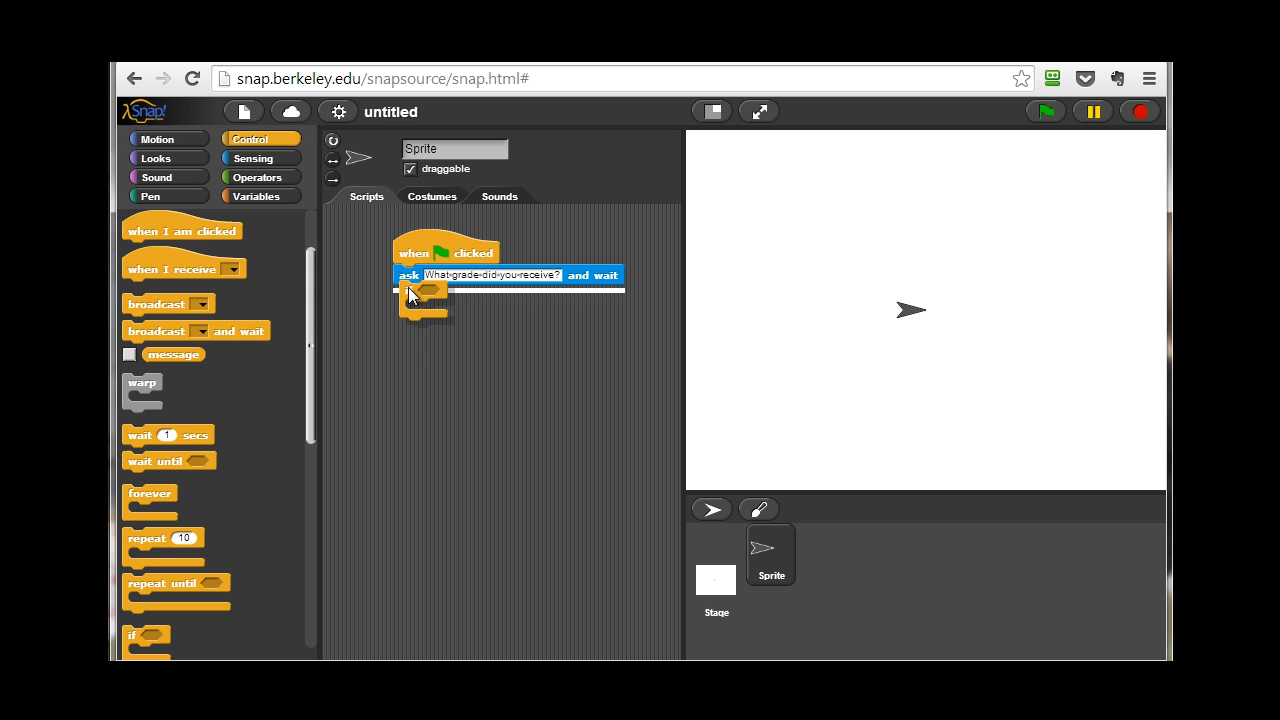 snap.berkeley.edu/snapsource/snap.html#
Snap!
untitled
Motion
Control
Looks
Sensing
Sound
Operators
Pen
Variables
Sprite
draggable
Scripts
Costumes
Sounds
when I am clicked
when I receive
broadcast
broadcast and wait
message
warp
wait 1 secs
wait until
forever
repeat 10
repeat until
if
when clicked
ask What grade did you receive? and wait
Sprite
Stage